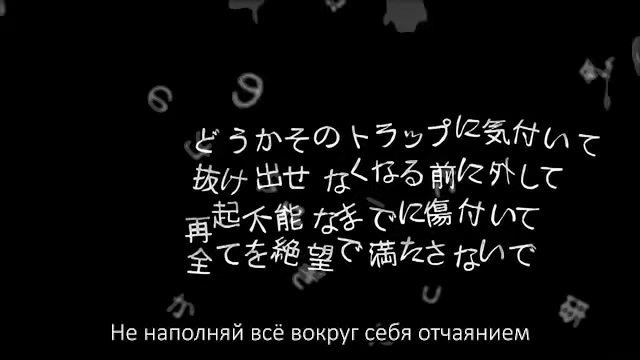 どうかそのトラップに気付いて
抜け出せなくなる前に外して
再起不能なまでに傷付いて
全てを絶望で満たさないで
Не наполняй всё вокруг себя отчаянием